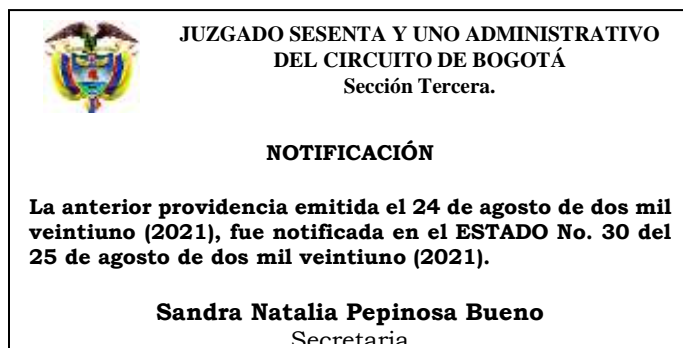 JUZGADO SESENTA Y UNO ADMINISTRATIVO
DEL CIRCUITO DE BOGOTÁ
Sección Tercera.
NOTIFICACIÓN
La anterior providencia emitida el 24 de agosto de dos mil
veintiuno (2021), fue notificada en el ESTADO No. 30 del
25 de agosto de dos mil veintiuno (2021).
Sandra Natalia Pepinosa Bueno
Secretaria